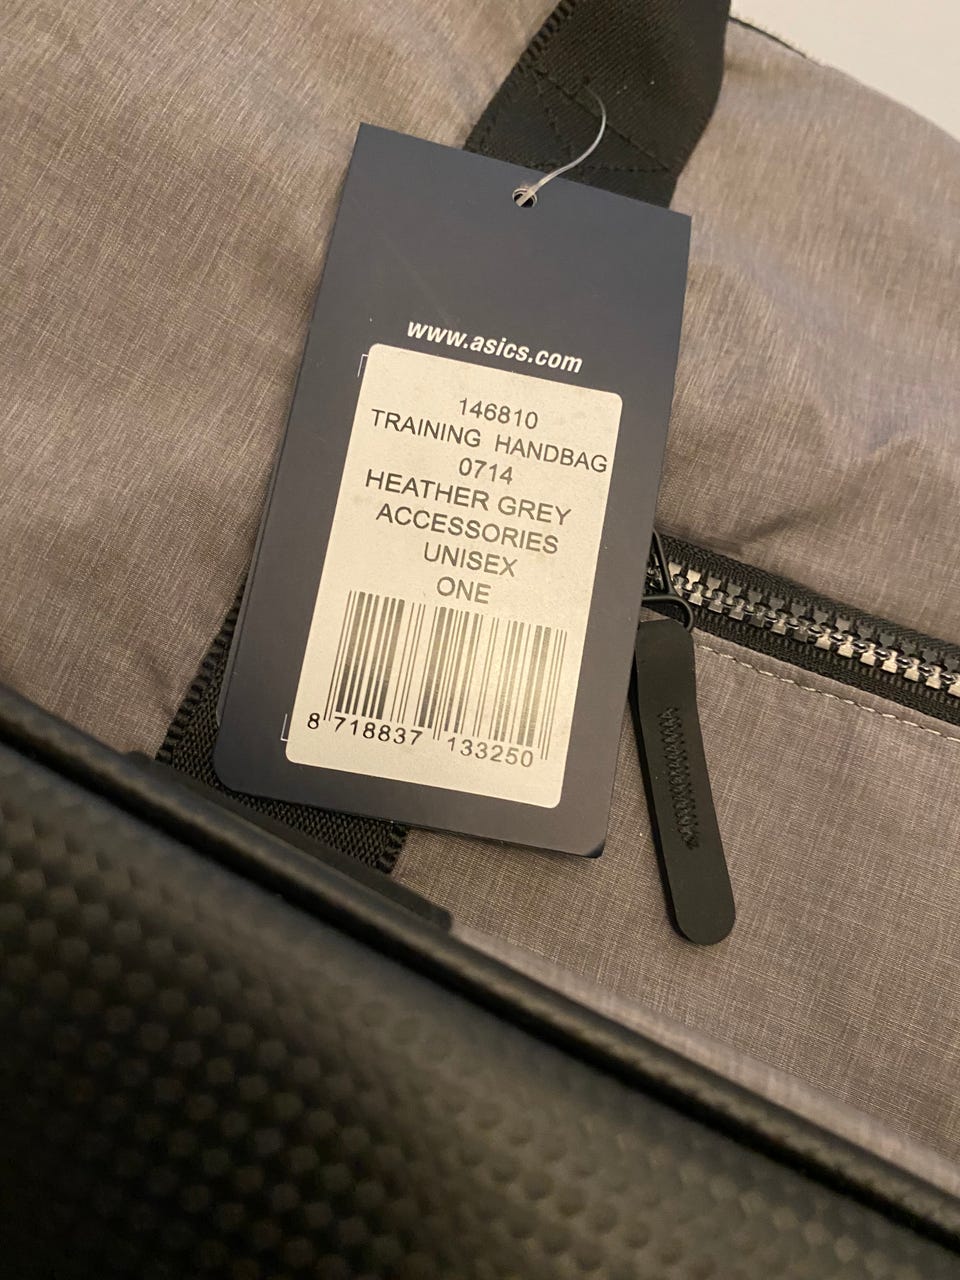 www.asics.com
146810
TRAINING HANDBAG
0714
HEATHER GREY
ACCESSORIES
UNISEX
ONE
8 718837 133250